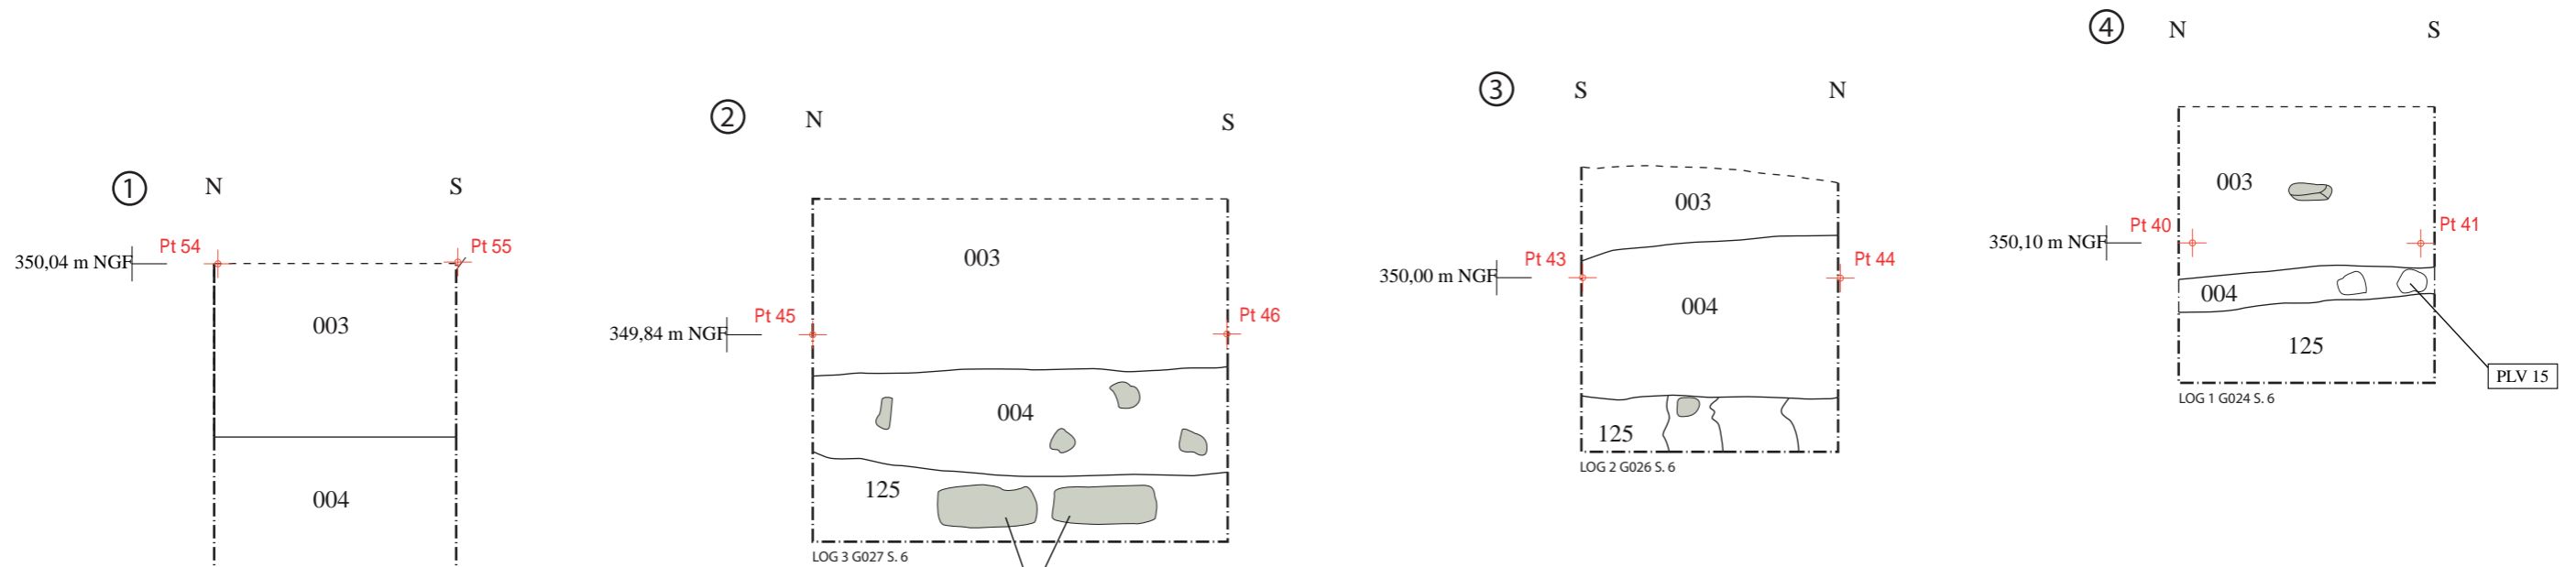 ① N S
Pt 54 Pt 55
350,04 m NGF
003
004
② N S
003
Pt 45 Pt 46
349,84 m NGF
004
125
LOG 3 G027 S. 6
③ S N
003
Pt 43 Pt 44
350,00 m NGF
004
125
LOG 2 G026 S. 6
④ N S
003
Pt 40 Pt 41
350,10 m NGF
004
125
PLV 15
LOG 1 G024 S. 6